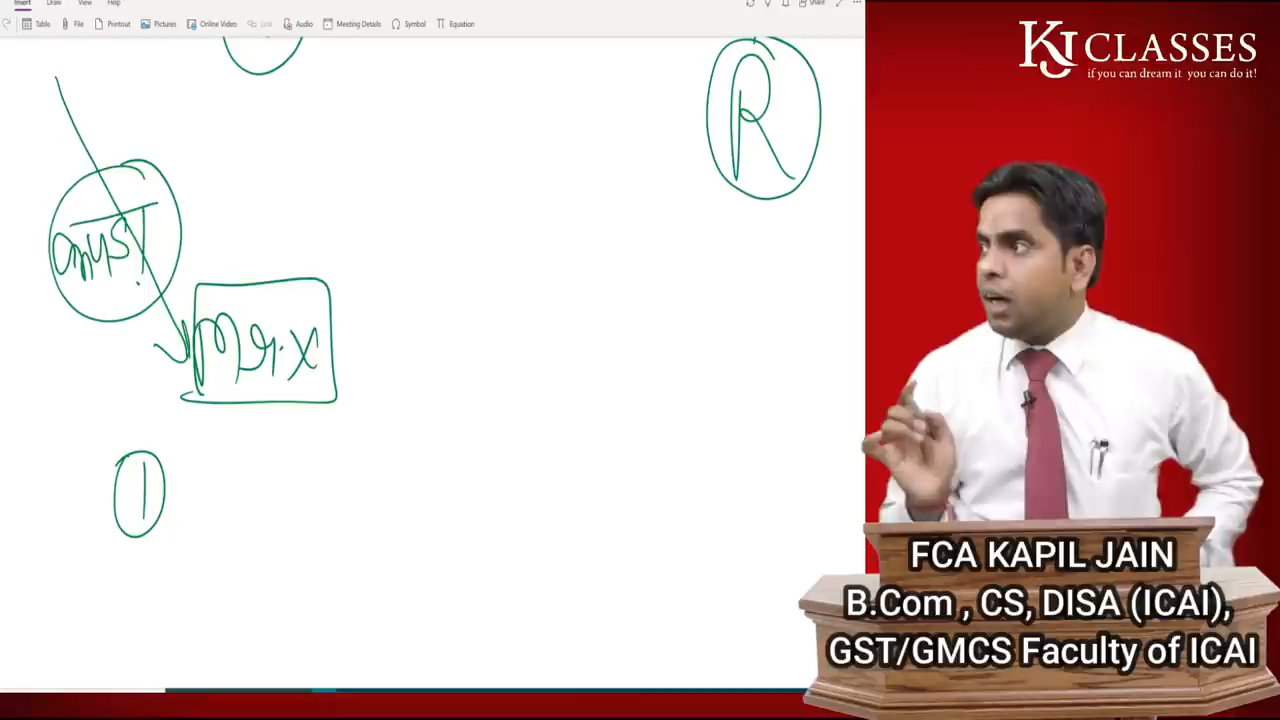 Insert Draw View Help
Table File Printout Pictures Online Video Link Audio Meeting Details Symbol Equation
Share
KJ CLASSES
if you can dream it you can do it!
R
Mr. X
1
FCA KAPIL JAIN
B.Com , CS, DISA (ICAI),
GST/GMCS Faculty of ICAI